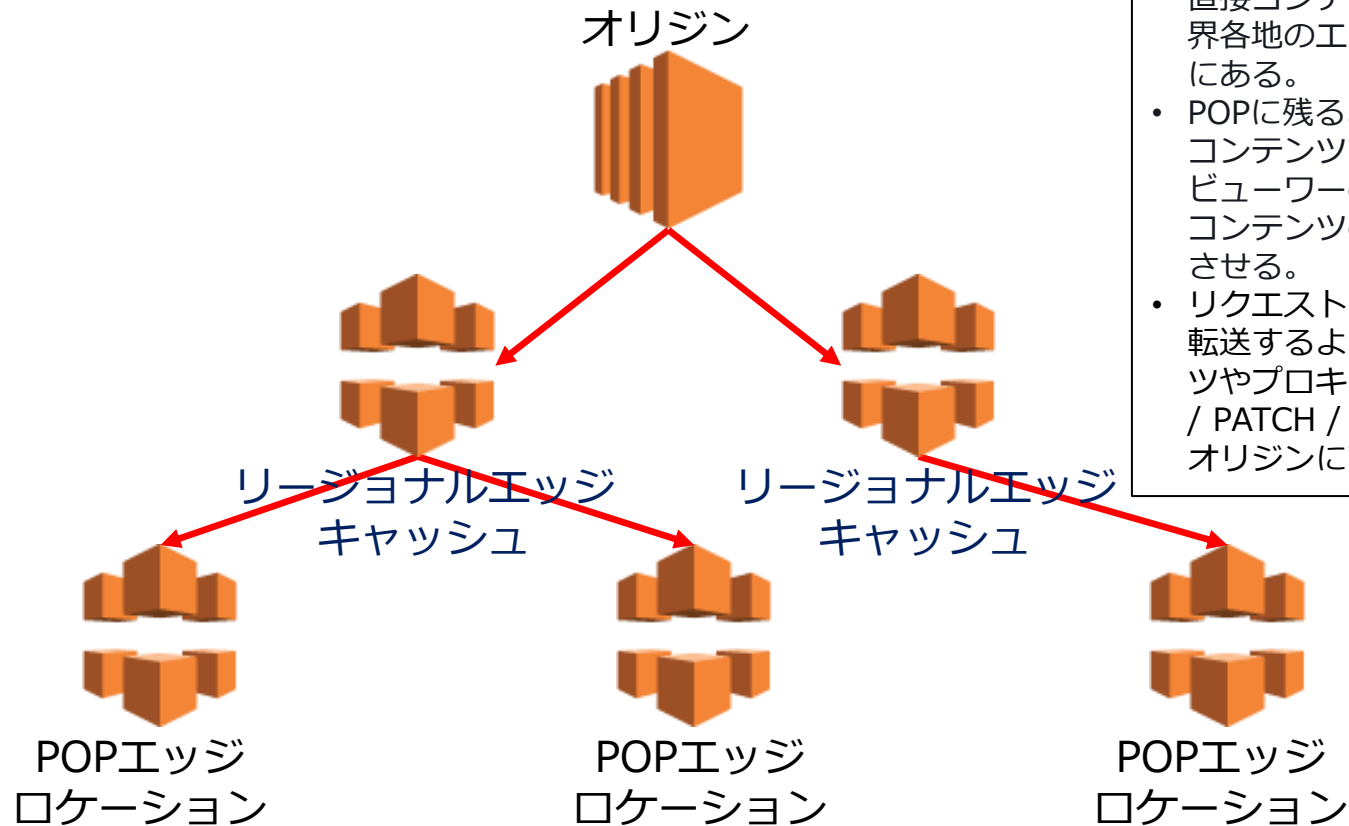 オリジン
直接コンテ
界各地のエ
にある。
• POPに残る
コンテンツ
ビューワー
コンテンツ
させる。
• リクエスト
転送するよ
ツやプロキ
/ PATCH /
オリジンに
リージョナルエッジ
キャッシュ
リージョナルエッジ
キャッシュ
POPエッジ
ロケーション
POPエッジ
ロケーション
POPエッジ
ロケーション